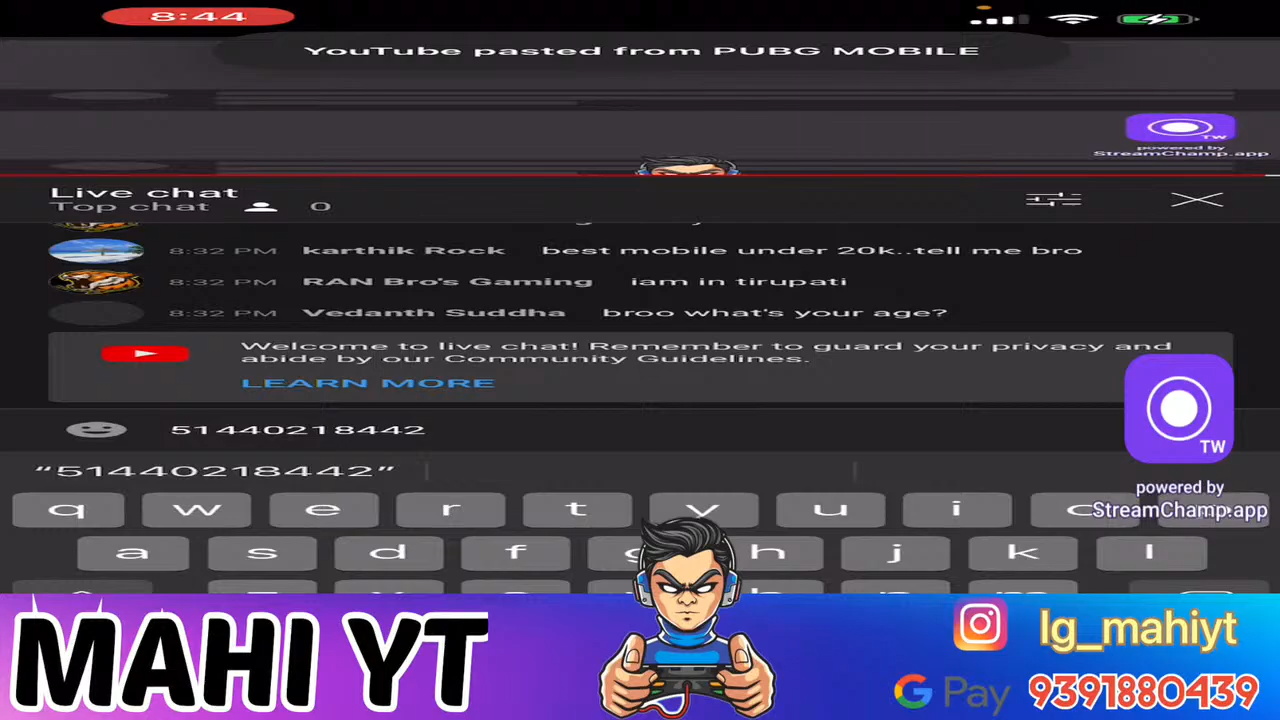 8:44
YouTube pasted from PUBG MOBILE
TW
powered by
StreamChamp.app
Live chat
Top chat 0
8:32 PM karthik Rock best mobile under 20k..tell me bro
8:32 PM RAN Bro's Gaming iam in tirupati
8:32 PM Vedanth Suddha broo what's your age?
Welcome to live chat! Remember to guard your privacy and
abide by our Community Guidelines.
LEARN MORE
51440218442
TW
"51440218442"
powered by
StreamChamp.app
q w e r t y u i
a s d f g h j k l
MAHI YT
Ig_mahiyt
G Pay 9391880439